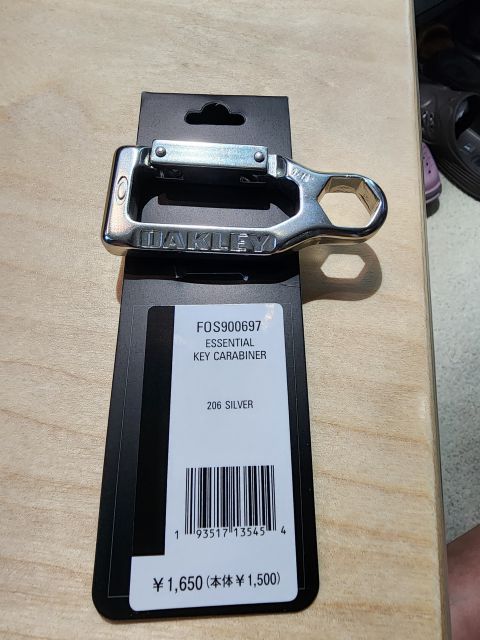 OAKLEY
FOS900697
ESSENTIAL
KEY CARABINER
206 SILVER
1 93517 13545 4
¥1,650 (本体¥1,500)